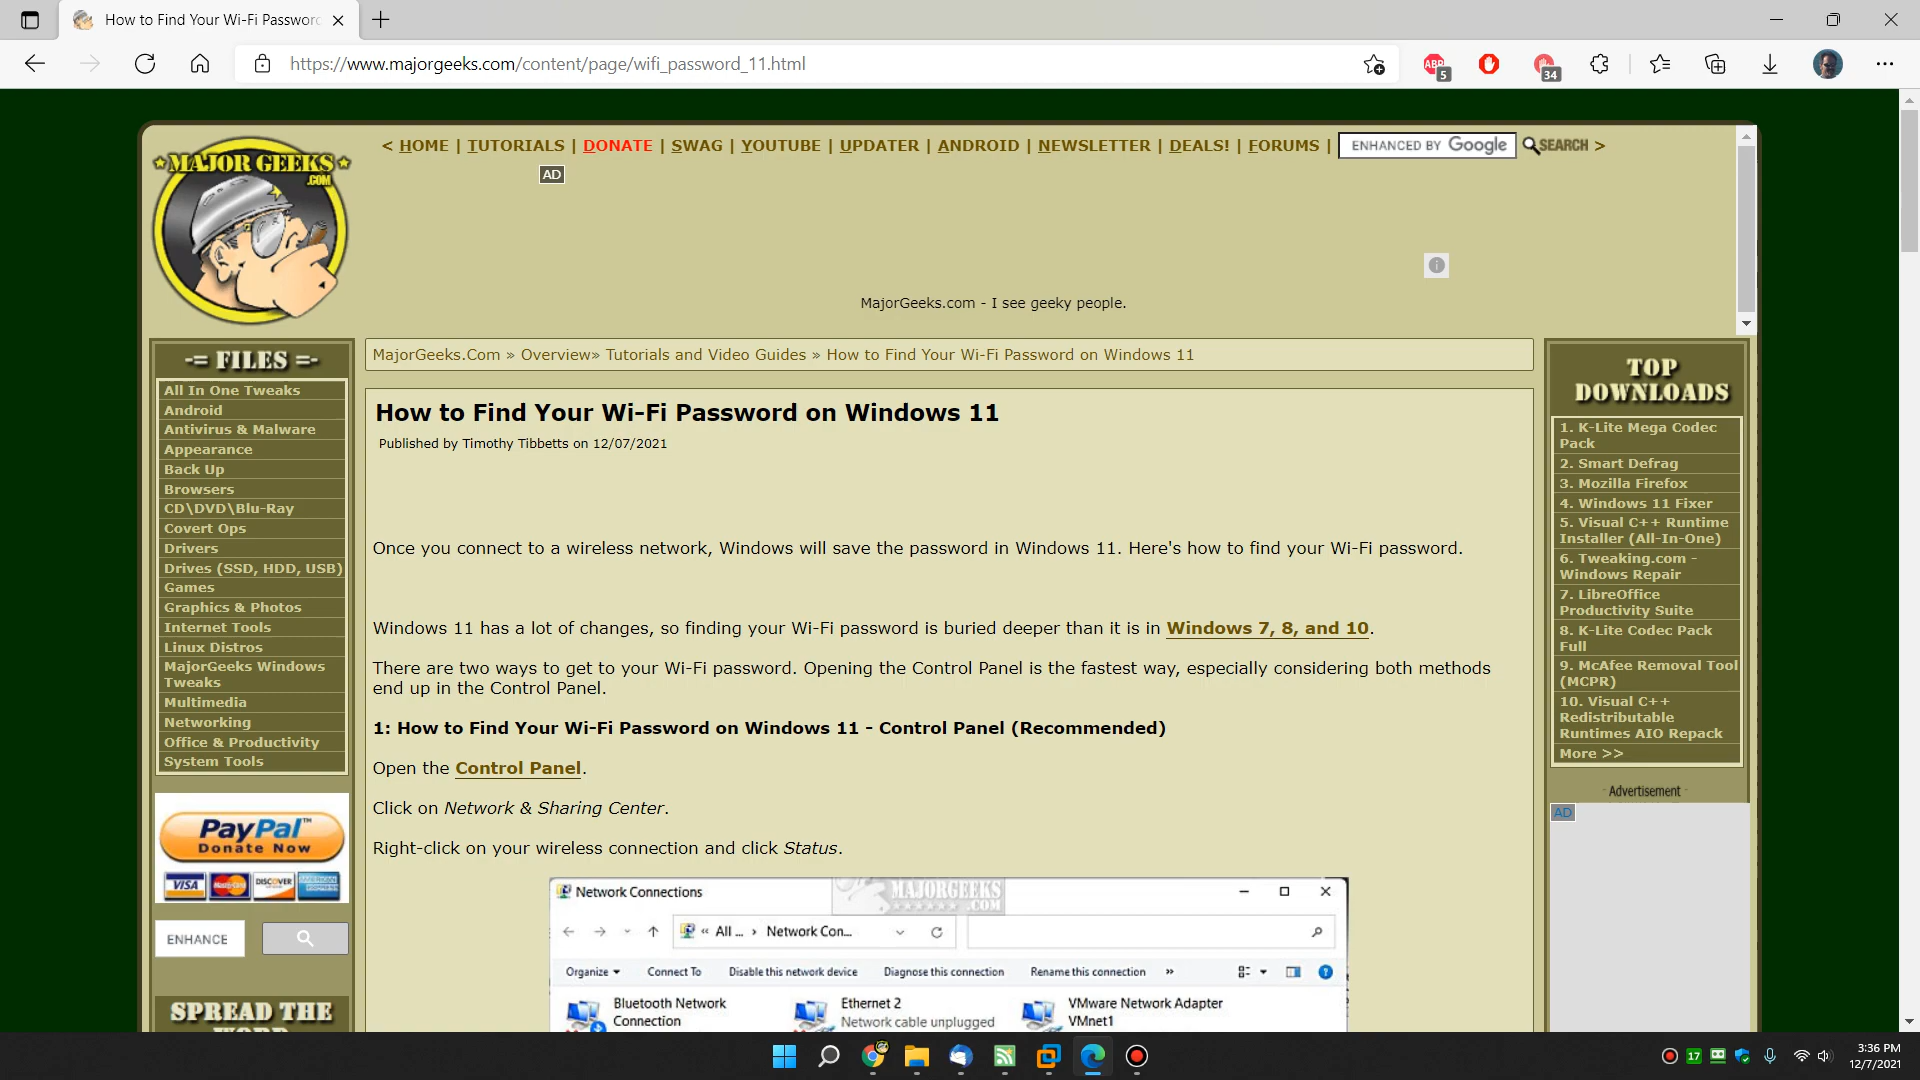 How to Find Your Wi-Fi Passworc
https://www.majorgeeks.com/content/page/wifi_password_11.html
ABP
5
34
MAJOR GEEKS
.COM
< HOME | TUTORIALS | DONATE | SWAG | YOUTUBE | UPDATER | ANDROID | NEWSLETTER | DEALS! | FORUMS | ENHANCED BY Google SEARCH >
AD
MajorGeeks.com - I see geeky people.
-= FILES =-
All In One Tweaks
Android
Antivirus & Malware
Appearance
Back Up
Browsers
CD\DVD\Blu-Ray
Covert Ops
Drivers
Drives (SSD, HDD, USB)
Games
Graphics & Photos
Internet Tools
Linux Distros
MajorGeeks Windows
Tweaks
Multimedia
Networking
Office & Productivity
System Tools
PayPal™
Donate Now
VISA
MasterCard
DISCOVER
ENHANCE
SPREAD THE
WORD
MajorGeeks.Com » Overview» Tutorials and Video Guides » How to Find Your Wi-Fi Password on Windows 11
How to Find Your Wi-Fi Password on Windows 11
Published by Timothy Tibbetts on 12/07/2021
Once you connect to a wireless network, Windows will save the password in Windows 11. Here's how to find your Wi-Fi password.
Windows 11 has a lot of changes, so finding your Wi-Fi password is buried deeper than it is in Windows 7, 8, and 10.
There are two ways to get to your Wi-Fi password. Opening the Control Panel is the fastest way, especially considering both methods
end up in the Control Panel.
1: How to Find Your Wi-Fi Password on Windows 11 - Control Panel (Recommended)
Open the Control Panel.
Click on Network & Sharing Center.
Right-click on your wireless connection and click Status.
Network Connections
MAJORGEEKS
.COM
« All ... › Network Con...
Organize
Connect To
Disable this network device
Diagnose this connection
Rename this connection
»
Bluetooth Network
Connection
Ethernet 2
Network cable unplugged
VMware Network Adapter
VMnet1
TOP
DOWNLOADS
1. K-Lite Mega Codec
Pack
2. Smart Defrag
3. Mozilla Firefox
4. Windows 11 Fixer
5. Visual C++ Runtime
Installer (All-In-One)
6. Tweaking.com -
Windows Repair
7. LibreOffice
Productivity Suite
8. K-Lite Codec Pack
Full
9. McAfee Removal Tool
(MCPR)
10. Visual C++
Redistributable
Runtimes AIO Repack
More >>
- Advertisement -
AD
17
3:36 PM
12/7/2021